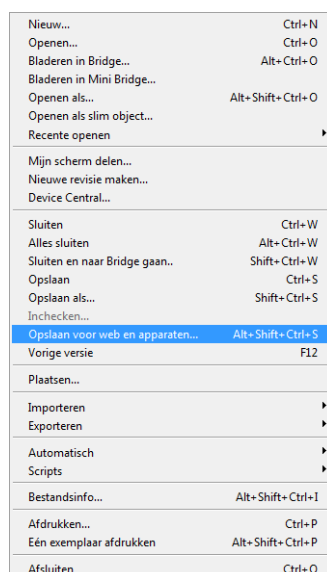 Nieuw... Ctrl+N
Openen... Ctrl+O
Bladeren in Bridge... Alt+Ctrl+O
Bladeren in Mini Bridge...
Openen als... Alt+Shift+Ctrl+O
Openen als slim object...
Recente openen
Mijn scherm delen...
Nieuwe revisie maken...
Device Central...
Sluiten Ctrl+W
Alles sluiten Alt+Ctrl+W
Sluiten en naar Bridge gaan.. Shift+Ctrl+W
Opslaan Ctrl+S
Opslaan als... Shift+Ctrl+S
Inchecken...
Opslaan voor web en apparaten... Alt+Shift+Ctrl+S
Vorige versie F12
Plaatsen...
Importeren
Exporteren
Automatisch
Scripts
Bestandsinfo... Alt+Shift+Ctrl+I
Afdrukken... Ctrl+P
Eén exemplaar afdrukken Alt+Shift+Ctrl+P
Afsluiten Ctrl+Q